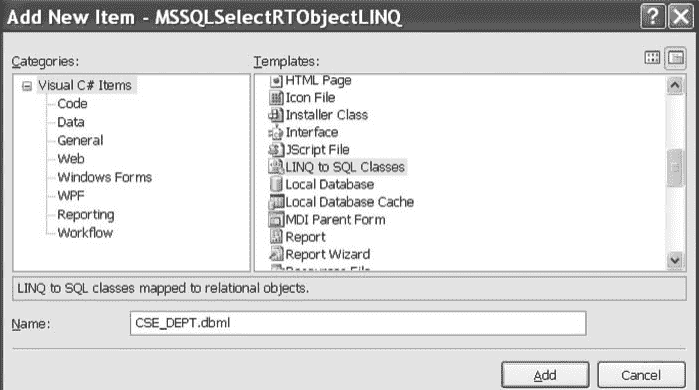 Add New Item - MSSQLSelectRTObjectLINQ
Categories:
Templates:
Visual C# Items
Code
Data
General
Web
Windows Forms
WPF
Reporting
Workflow
HTML Page
Icon File
Installer Class
Interface
JScript File
LINQ to SQL Classes
Local Database
Local Database Cache
MDI Parent Form
Report
Report Wizard
Resources File
LINQ to SQL classes mapped to relational objects.
Name:
CSE_DEPT.dbml
Add
Cancel